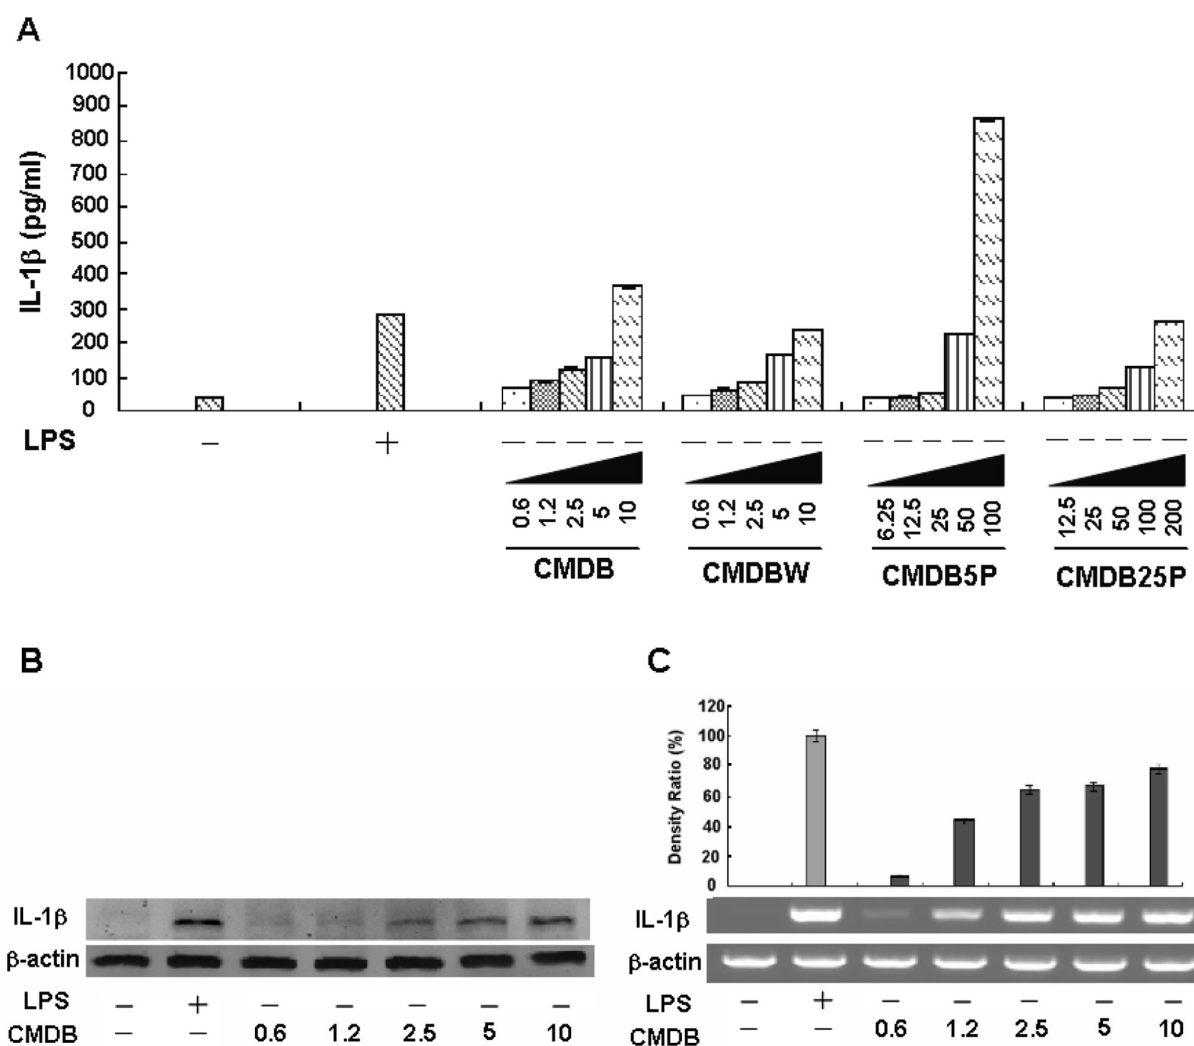 A
1000
900
800
700
600
500
400
300
200
100
0
IL-1β (pg/ml)
LPS – + – – – – – – – – – – – – – – – – – – – –
0.6 1.2 2.5 5 10 0.6 1.2 2.5 5 10 6.25 12.5 25 50 100 12.5 25 50 100 200
CMDB CMDBW CMDB5P CMDB25P
B
IL-1β
β-actin
LPS – + – – – – –
CMDB – – 0.6 1.2 2.5 5 10
C
120
100
80
60
40
20
0
Density Ratio (%)
IL-1β
β-actin
LPS – + – – – – –
CMDB – – 0.6 1.2 2.5 5 10